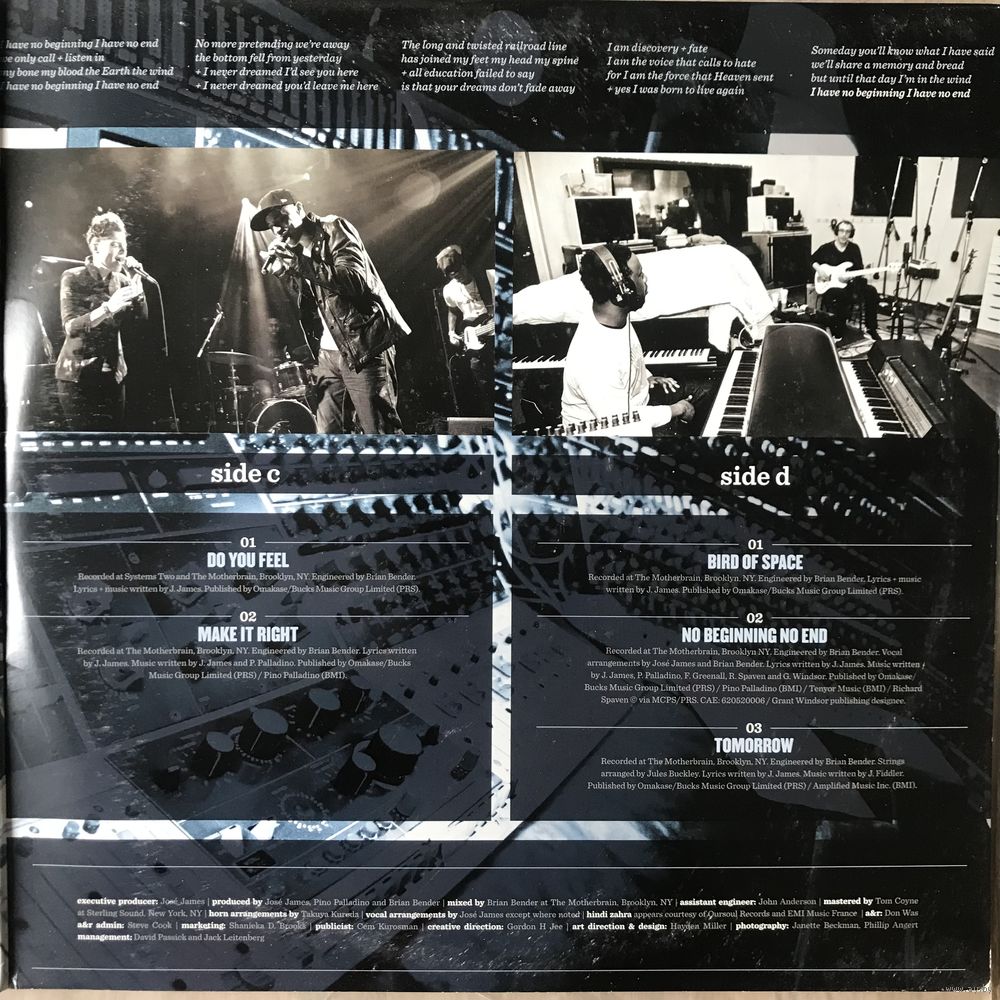 have no beginning I have no end
ve only call + listen in
my bone my blood the Earth the wind
have no beginning I have no end
No more pretending we're away
the bottom fell from yesterday
+ I never dreamed I'd see you here
+ I never dreamed you'd leave me here
The long and twisted railroad line
has joined my feet my head my spine
+ all education failed to say
is that your dreams don't fade away
I am discovery + fate
I am the voice that calls to hate
for I am the force that Heaven sent
+ yes I was born to live again
Someday you'll know what I have said
we'll share a memory and bread
but until that day I'm in the wind
I have no beginning I have no end
side c
01
DO YOU FEEL
Recorded at Systems Two and The Motherbrain, Brooklyn, NY. Engineered by Brian Bender.
Lyrics + music written by J. James. Published by Omakase/Bucks Music Group Limited (PRS).
02
MAKE IT RIGHT
Recorded at The Motherbrain, Brooklyn, NY. Engineered by Brian Bender. Lyrics written
by J. James. Music written by J. James and P. Palladino. Published by Omakase/Bucks
Music Group Limited (PRS) / Pino Palladino (BMI).
side d
01
BIRD OF SPACE
Recorded at The Motherbrain, Brooklyn, NY. Engineered by Brian Bender. Lyrics + music
written by J. James. Published by Omakase/Bucks Music Group Limited (PRS).
02
NO BEGINNING NO END
Recorded at The Motherbrain, Brooklyn, NY. Engineered by Brian Bender. Vocal
arrangements by José James and Brian Bender. Lyrics written by J. James. Music written
by J. James, P. Palladino, F. Greenall, R. Spaven and G. Windsor. Published by Omakase/
Bucks Music Group Limited (PRS) / Pino Palladino (BMI) / Tenyor Music (BMI) / Richard
Spaven © via MCPS/PRS. CAE: 620520006 / Grant Windsor publishing designee.
03
TOMORROW
Recorded at The Motherbrain, Brooklyn, NY. Engineered by Brian Bender. Strings
arranged by Jules Buckley. Lyrics written by J. James. Music written by J. Fiddler.
Published by Omakase/Bucks Music Group Limited (PRS) / Amplified Music Inc. (BMI).
executive producer: José James | produced by José James, Pino Palladino and Brian Bender | mixed by Brian Bender at The Motherbrain, Brooklyn, NY | assistant engineer: John Anderson | mastered by Tom Coyne
at Sterling Sound, New York, NY | horn arrangements by Takuya Kuroda | vocal arrangements by José James except where noted | hindi zahra appears courtesy of Oursoul Records and EMI Music France | a&r: Don Was
a&r admin: Steve Cook | marketing: Shanieka D. Brooks | publicist: Cem Kurosman | creative direction: Gordon H Jee | art direction & design: Hayden Miller | photography: Janette Beckman, Phillip Angert
management: David Passick and Jack Leitenberg